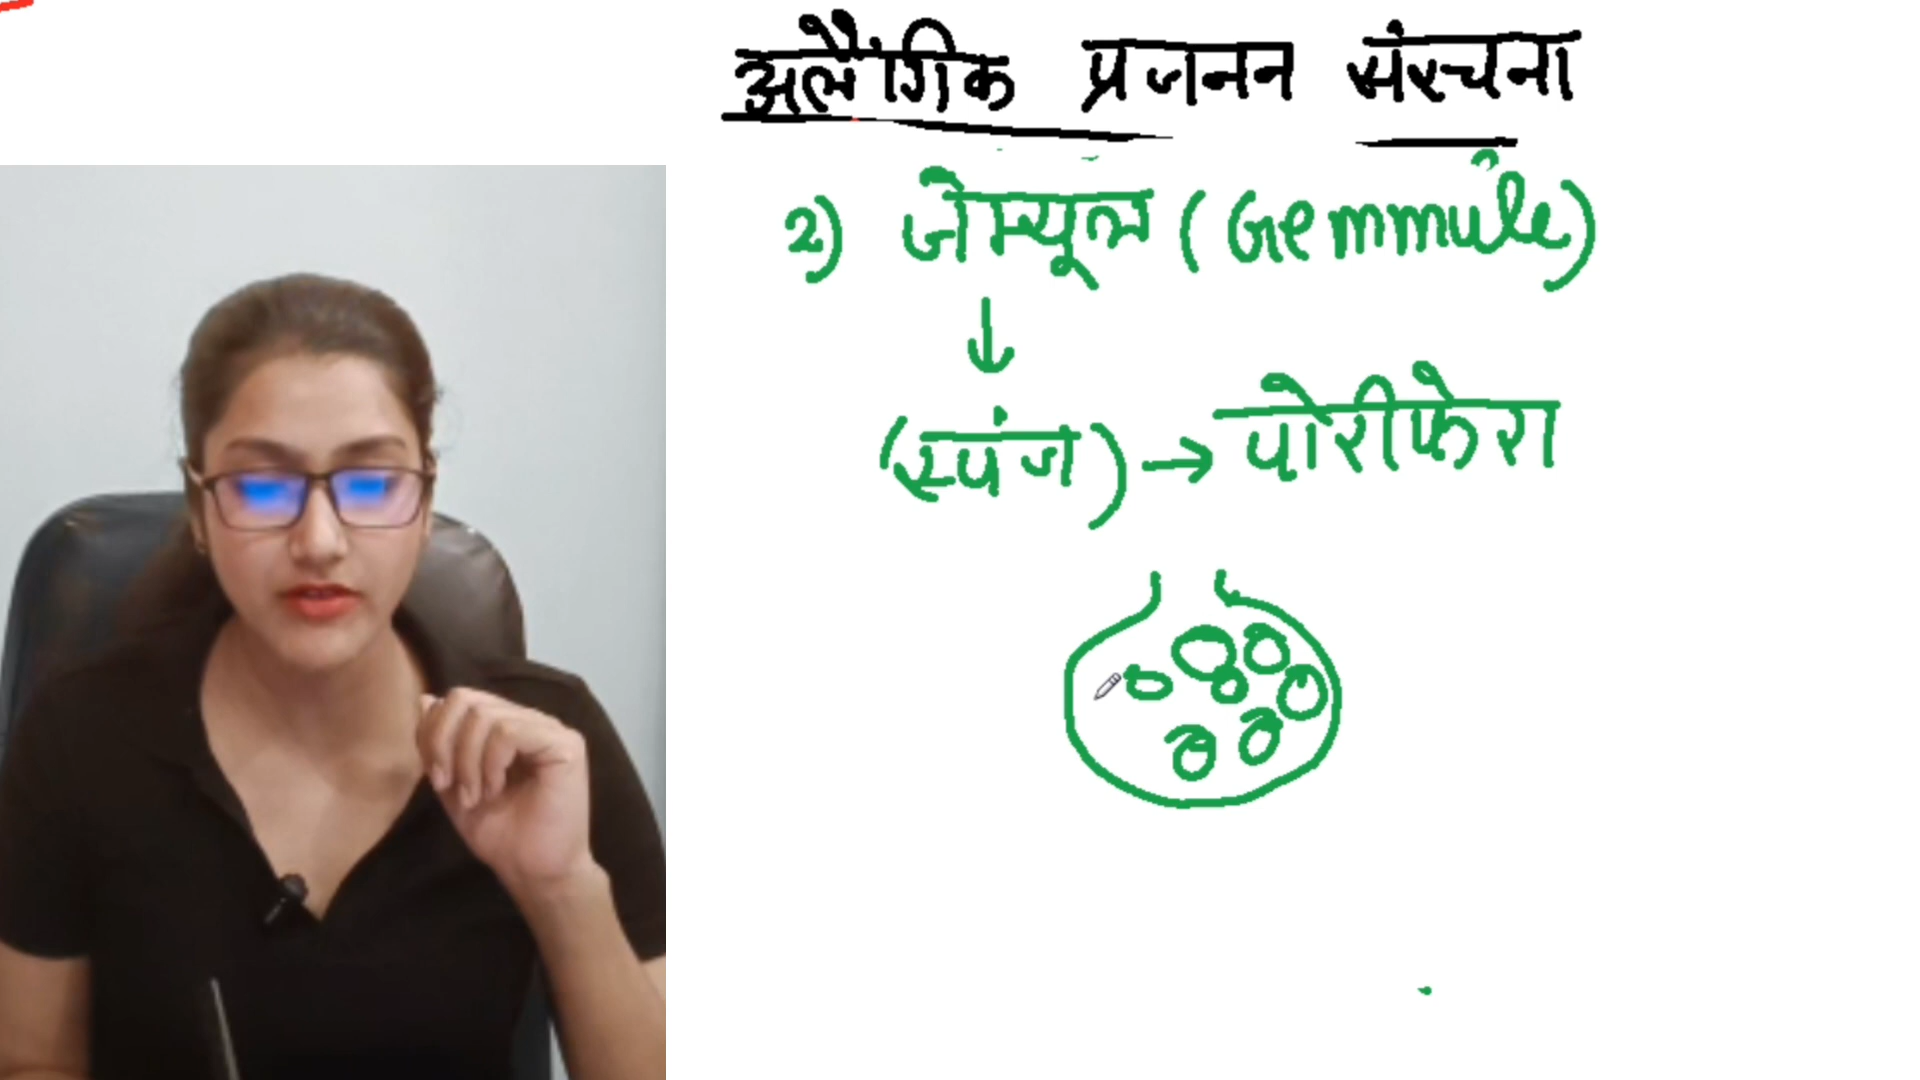 अलैंगिक प्रजनन संरचना
2) जेम्यूल (Gemmule)
↓
(स्पंज) → पोरीफेरा